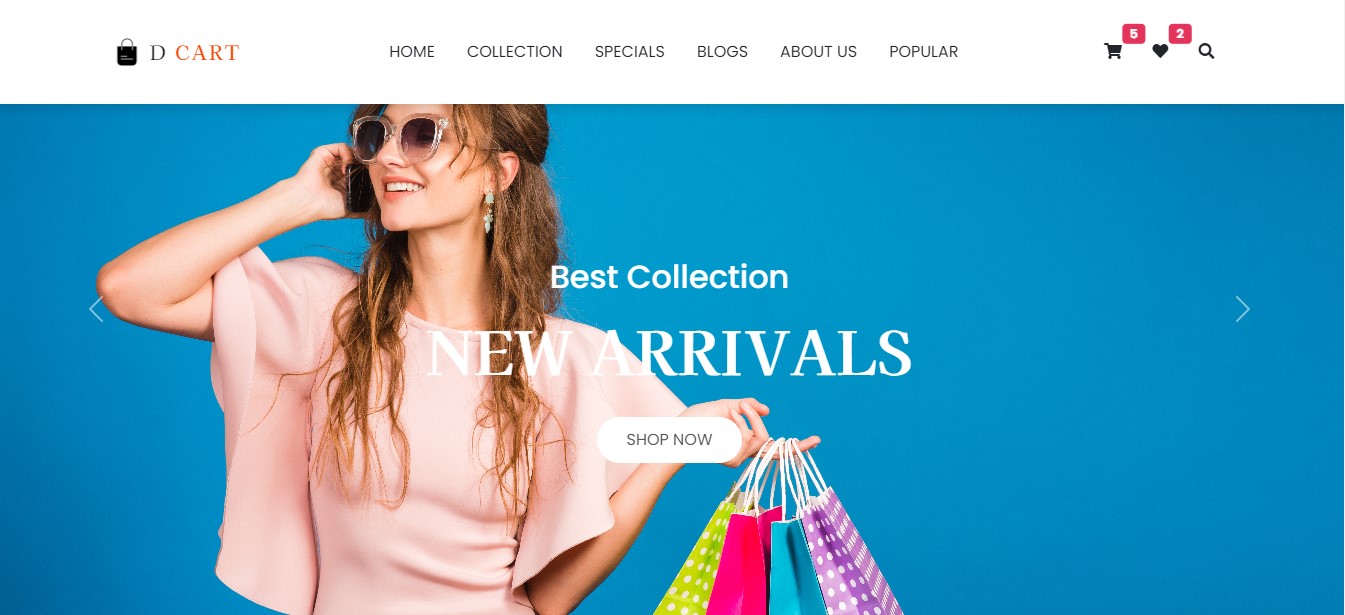 D CART
HOME COLLECTION SPECIALS BLOGS ABOUT US POPULAR
5 2
Best Collection
NEW ARRIVALS
SHOP NOW